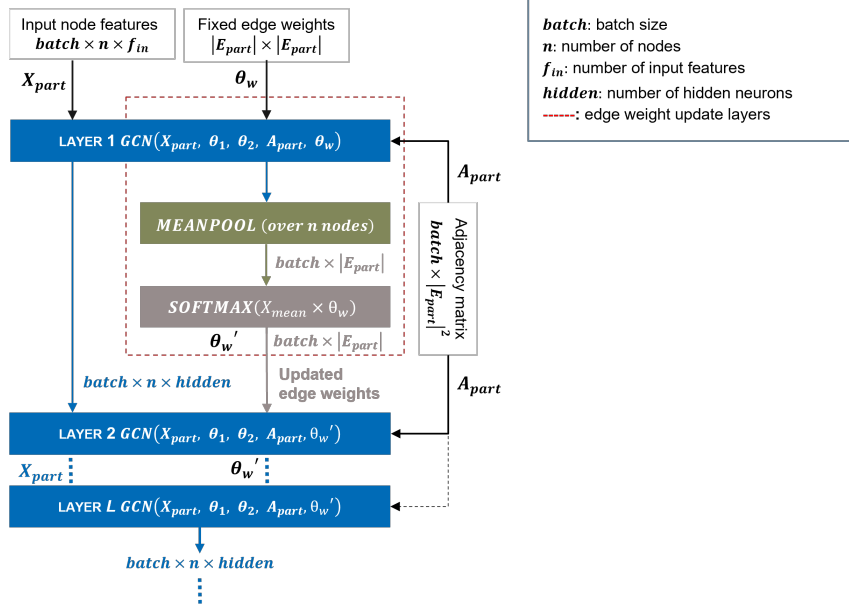 Input node features
batch × n × f_in
Fixed edge weights
|E_part| × |E_part|
batch: batch size
n: number of nodes
f_in: number of input features
hidden: number of hidden neurons
------: edge weight update layers
X_part
θ_w
LAYER 1 GCN(X_part, θ_1, θ_2, A_part, θ_w)
A_part
MEANPOOL (over n nodes)
batch × |E_part|
SOFTMAX(X_mean × θ_w)
θ_w′
batch × |E_part|
Adjacency matrix
batch × |E_part|^2
batch × n × hidden
Updated
edge weights
A_part
LAYER 2 GCN(X_part, θ_1, θ_2, A_part, θ_w′)
X_part
θ_w′
LAYER L GCN(X_part, θ_1, θ_2, A_part, θ_w′)
batch × n × hidden